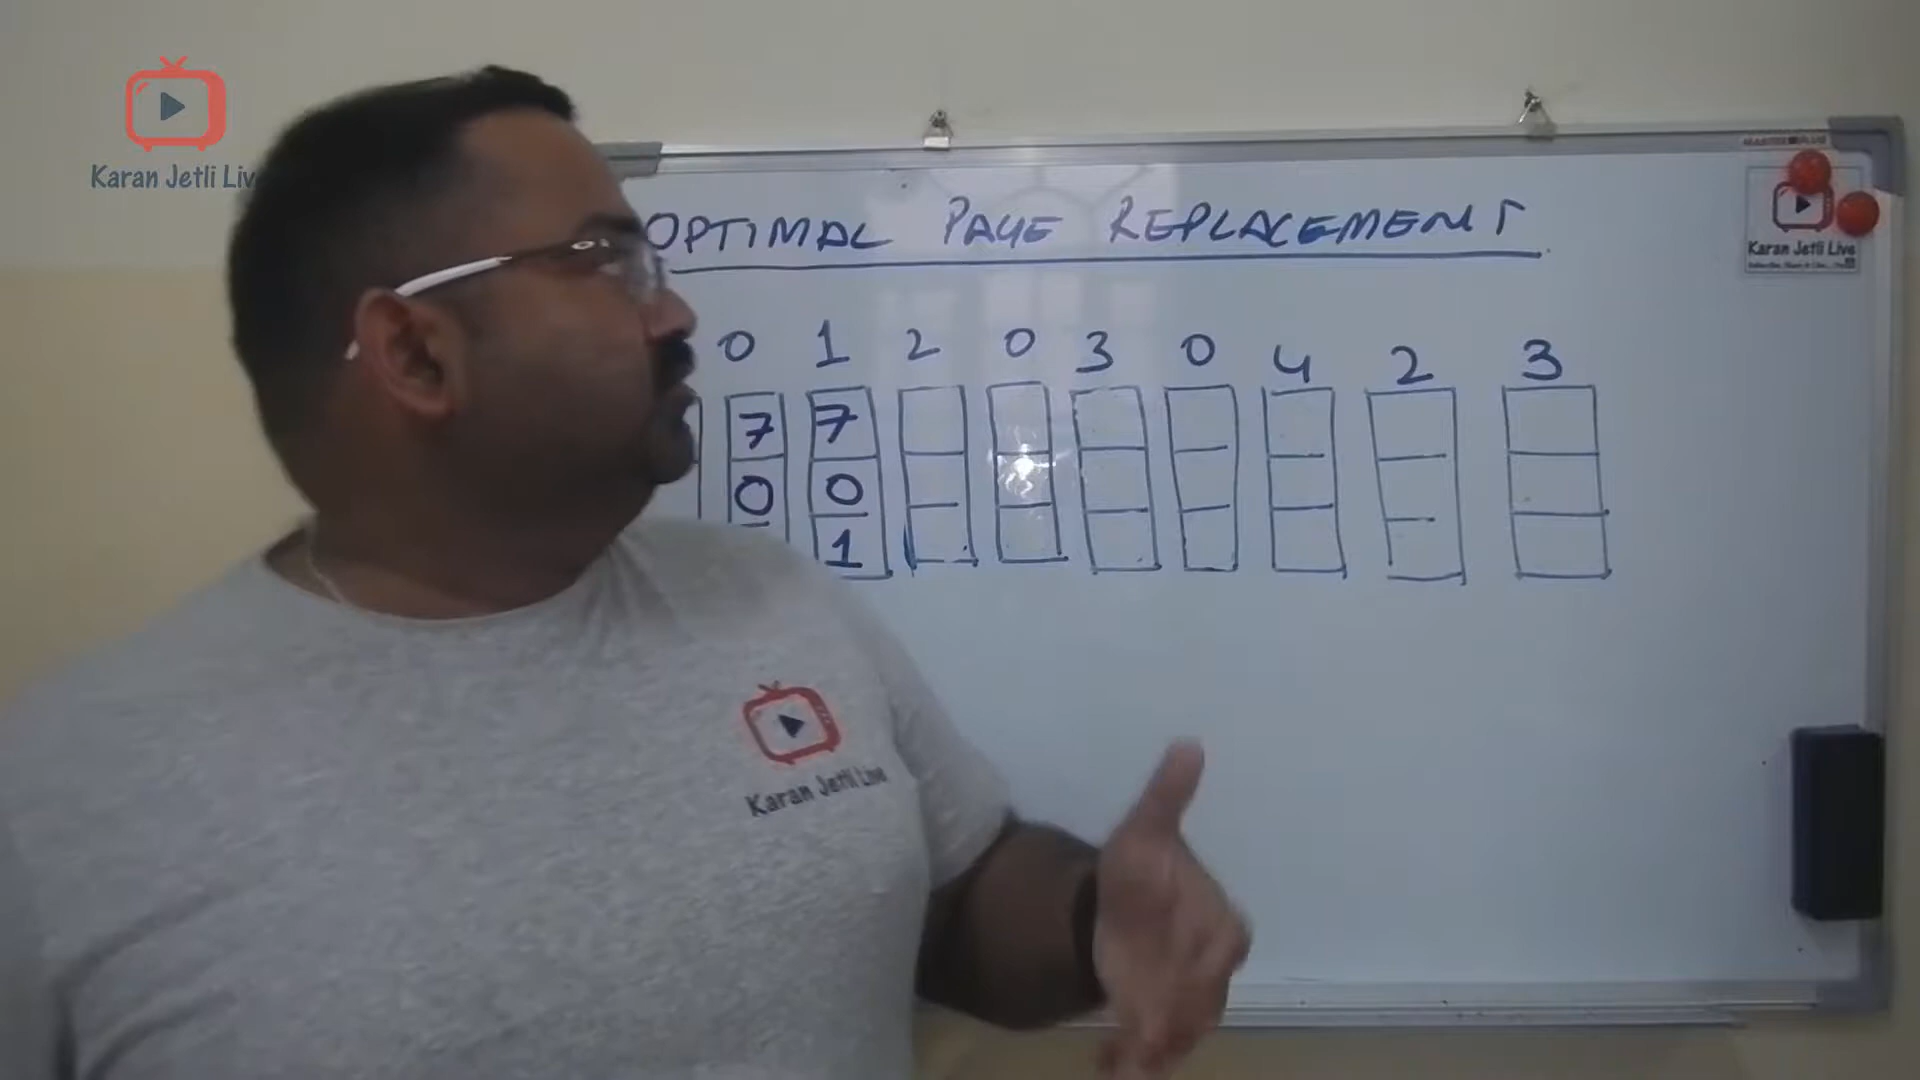 Karan Jetli Liv
OPTIMAL PAGE REPLACEMENT
Karan Jetli Live
0 1 2 0 3 0 4 2 3
7 7
0 0
1
Karan Jetli Live